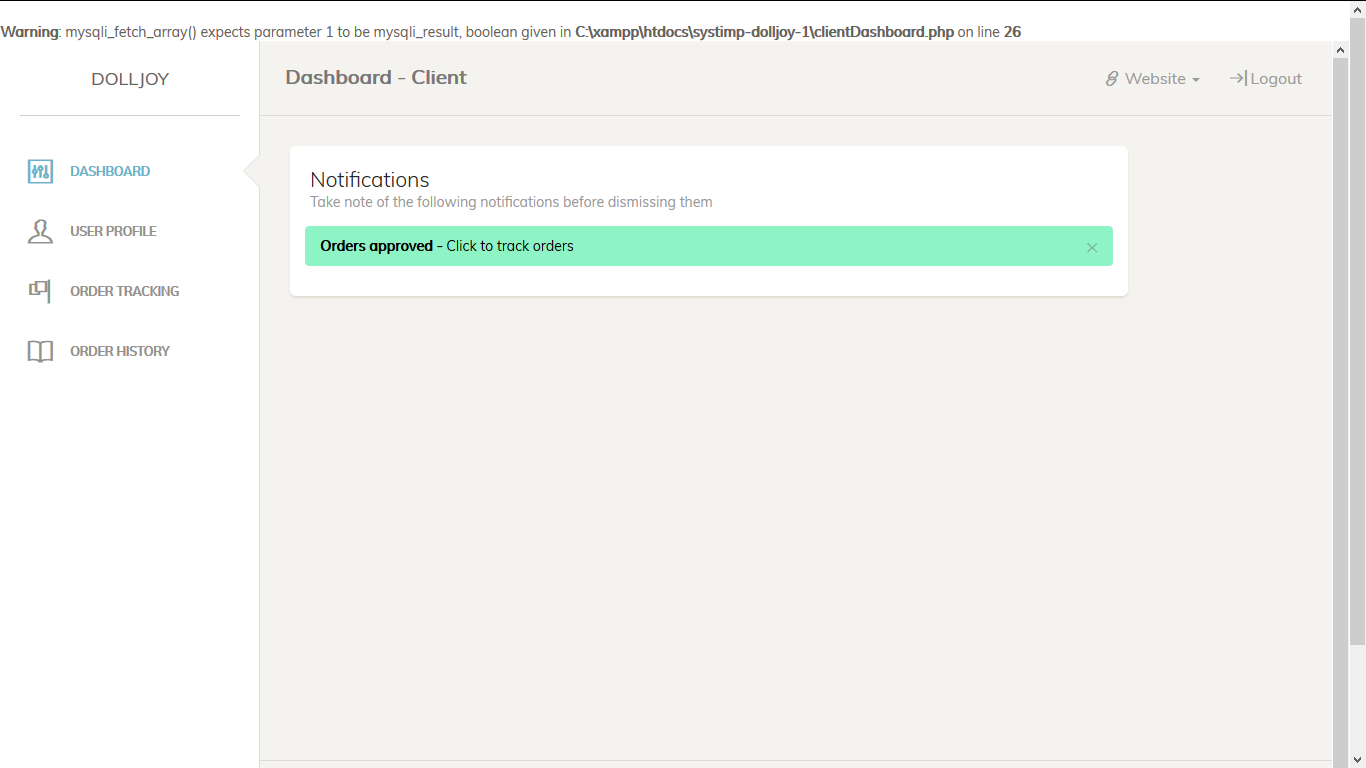 Warning: mysqli_fetch_array() expects parameter 1 to be mysqli_result, boolean given in C:\xampp\htdocs\systimp-dolljoy-1\clientDashboard.php on line 26
DOLLJOY
Dashboard - Client
Website
Logout
DASHBOARD
USER PROFILE
ORDER TRACKING
ORDER HISTORY
Notifications
Take note of the following notifications before dismissing them
Orders approved - Click to track orders ×